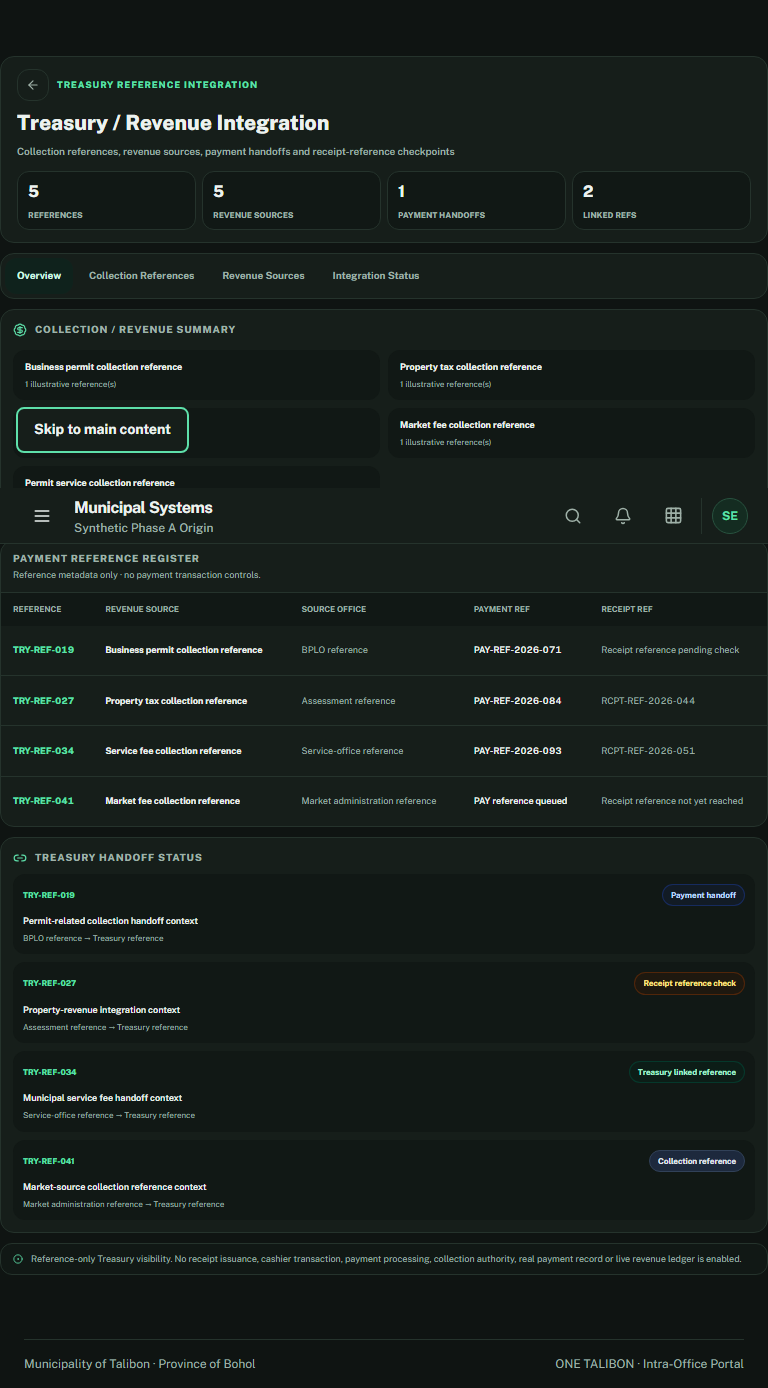 TREASURY REFERENCE INTEGRATION
Treasury / Revenue Integration
Collection references, revenue sources, payment handoffs and receipt-reference checkpoints
5
REFERENCES
5
REVENUE SOURCES
1
PAYMENT HANDOFFS
2
LINKED REFS
Overview Collection References Revenue Sources Integration Status
COLLECTION / REVENUE SUMMARY
Business permit collection reference
1 illustrative reference(s)
Property tax collection reference
1 illustrative reference(s)
Skip to main content
Market fee collection reference
1 illustrative reference(s)
Permit service collection reference
Municipal Systems
Synthetic Phase A Origin
SE
PAYMENT REFERENCE REGISTER
Reference metadata only · no payment transaction controls.
REFERENCE REVENUE SOURCE SOURCE OFFICE PAYMENT REF RECEIPT REF
TRY-REF-019 Business permit collection reference BPLO reference PAY-REF-2026-071 Receipt reference pending check
TRY-REF-027 Property tax collection reference Assessment reference PAY-REF-2026-084 RCPT-REF-2026-044
TRY-REF-034 Service fee collection reference Service-office reference PAY-REF-2026-093 RCPT-REF-2026-051
TRY-REF-041 Market fee collection reference Market administration reference PAY reference queued Receipt reference not yet reached
TREASURY HANDOFF STATUS
TRY-REF-019 Payment handoff
Permit-related collection handoff context
BPLO reference → Treasury reference
TRY-REF-027 Receipt reference check
Property-revenue integration context
Assessment reference → Treasury reference
TRY-REF-034 Treasury linked reference
Municipal service fee handoff context
Service-office reference → Treasury reference
TRY-REF-041 Collection reference
Market-source collection reference context
Market administration reference → Treasury reference
Reference-only Treasury visibility. No receipt issuance, cashier transaction, payment processing, collection authority, real payment record or live revenue ledger is enabled.
Municipality of Talibon · Province of Bohol
ONE TALIBON · Intra-Office Portal